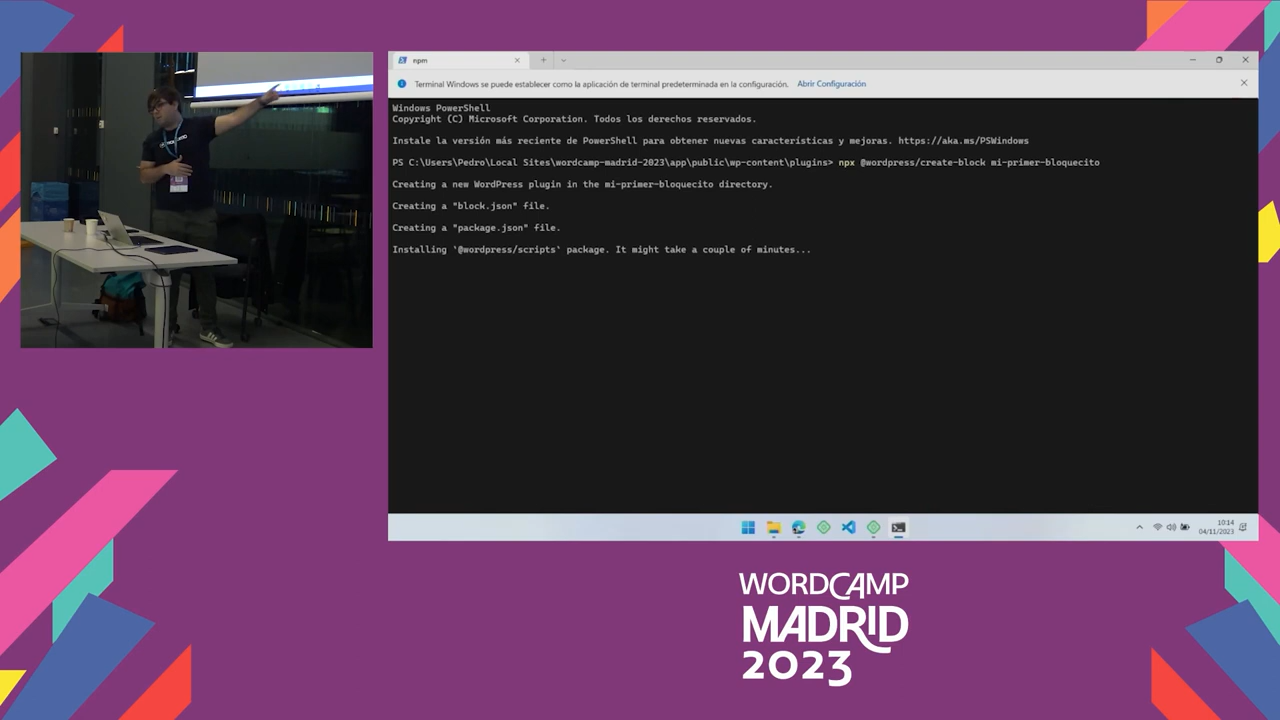 npm
Terminal Windows se puede establecer como la aplicación de terminal predeterminada en la configuración. Abrir Configuración
Windows PowerShell
Copyright (C) Microsoft Corporation. Todos los derechos reservados.
Instale la versión más reciente de PowerShell para obtener nuevas características y mejoras. https://aka.ms/PSWindows
PS C:\Users\Pedro\Local Sites\wordcamp-madrid-2023\app\public\wp-content\plugins> npx @wordpress/create-block mi-primer-bloquecito
Creating a new WordPress plugin in the mi-primer-bloquecito directory.
Creating a "block.json" file.
Creating a "package.json" file.
Installing `@wordpress/scripts` package. It might take a couple of minutes...
10:14
04/11/2023
WORDCAMP
MADRID
2023